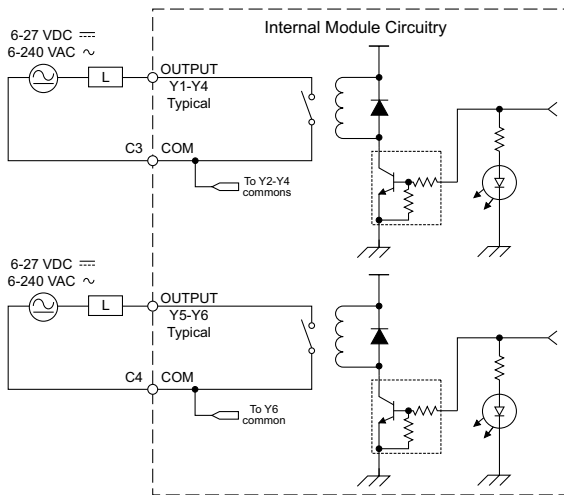 Internal Module Circuitry
6-27 VDC ⎓
6-240 VAC ∼
L
OUTPUT
Y1-Y4
Typical
C3
COM
To Y2-Y4
commons
6-27 VDC ⎓
6-240 VAC ∼
L
OUTPUT
Y5-Y6
Typical
C4
COM
To Y6
common